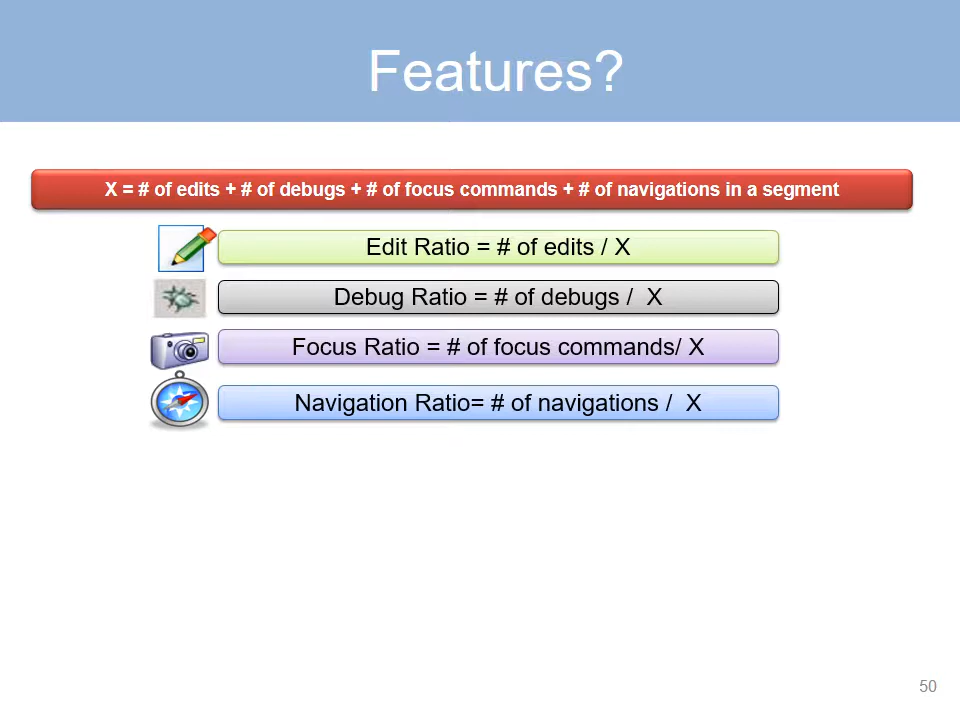 Features?
X = # of edits + # of debugs + # of focus commands + # of navigations in a segment
Edit Ratio = # of edits / X
Debug Ratio = # of debugs /  X
Focus Ratio = # of focus commands/ X
Navigation Ratio= # of navigations /  X
50